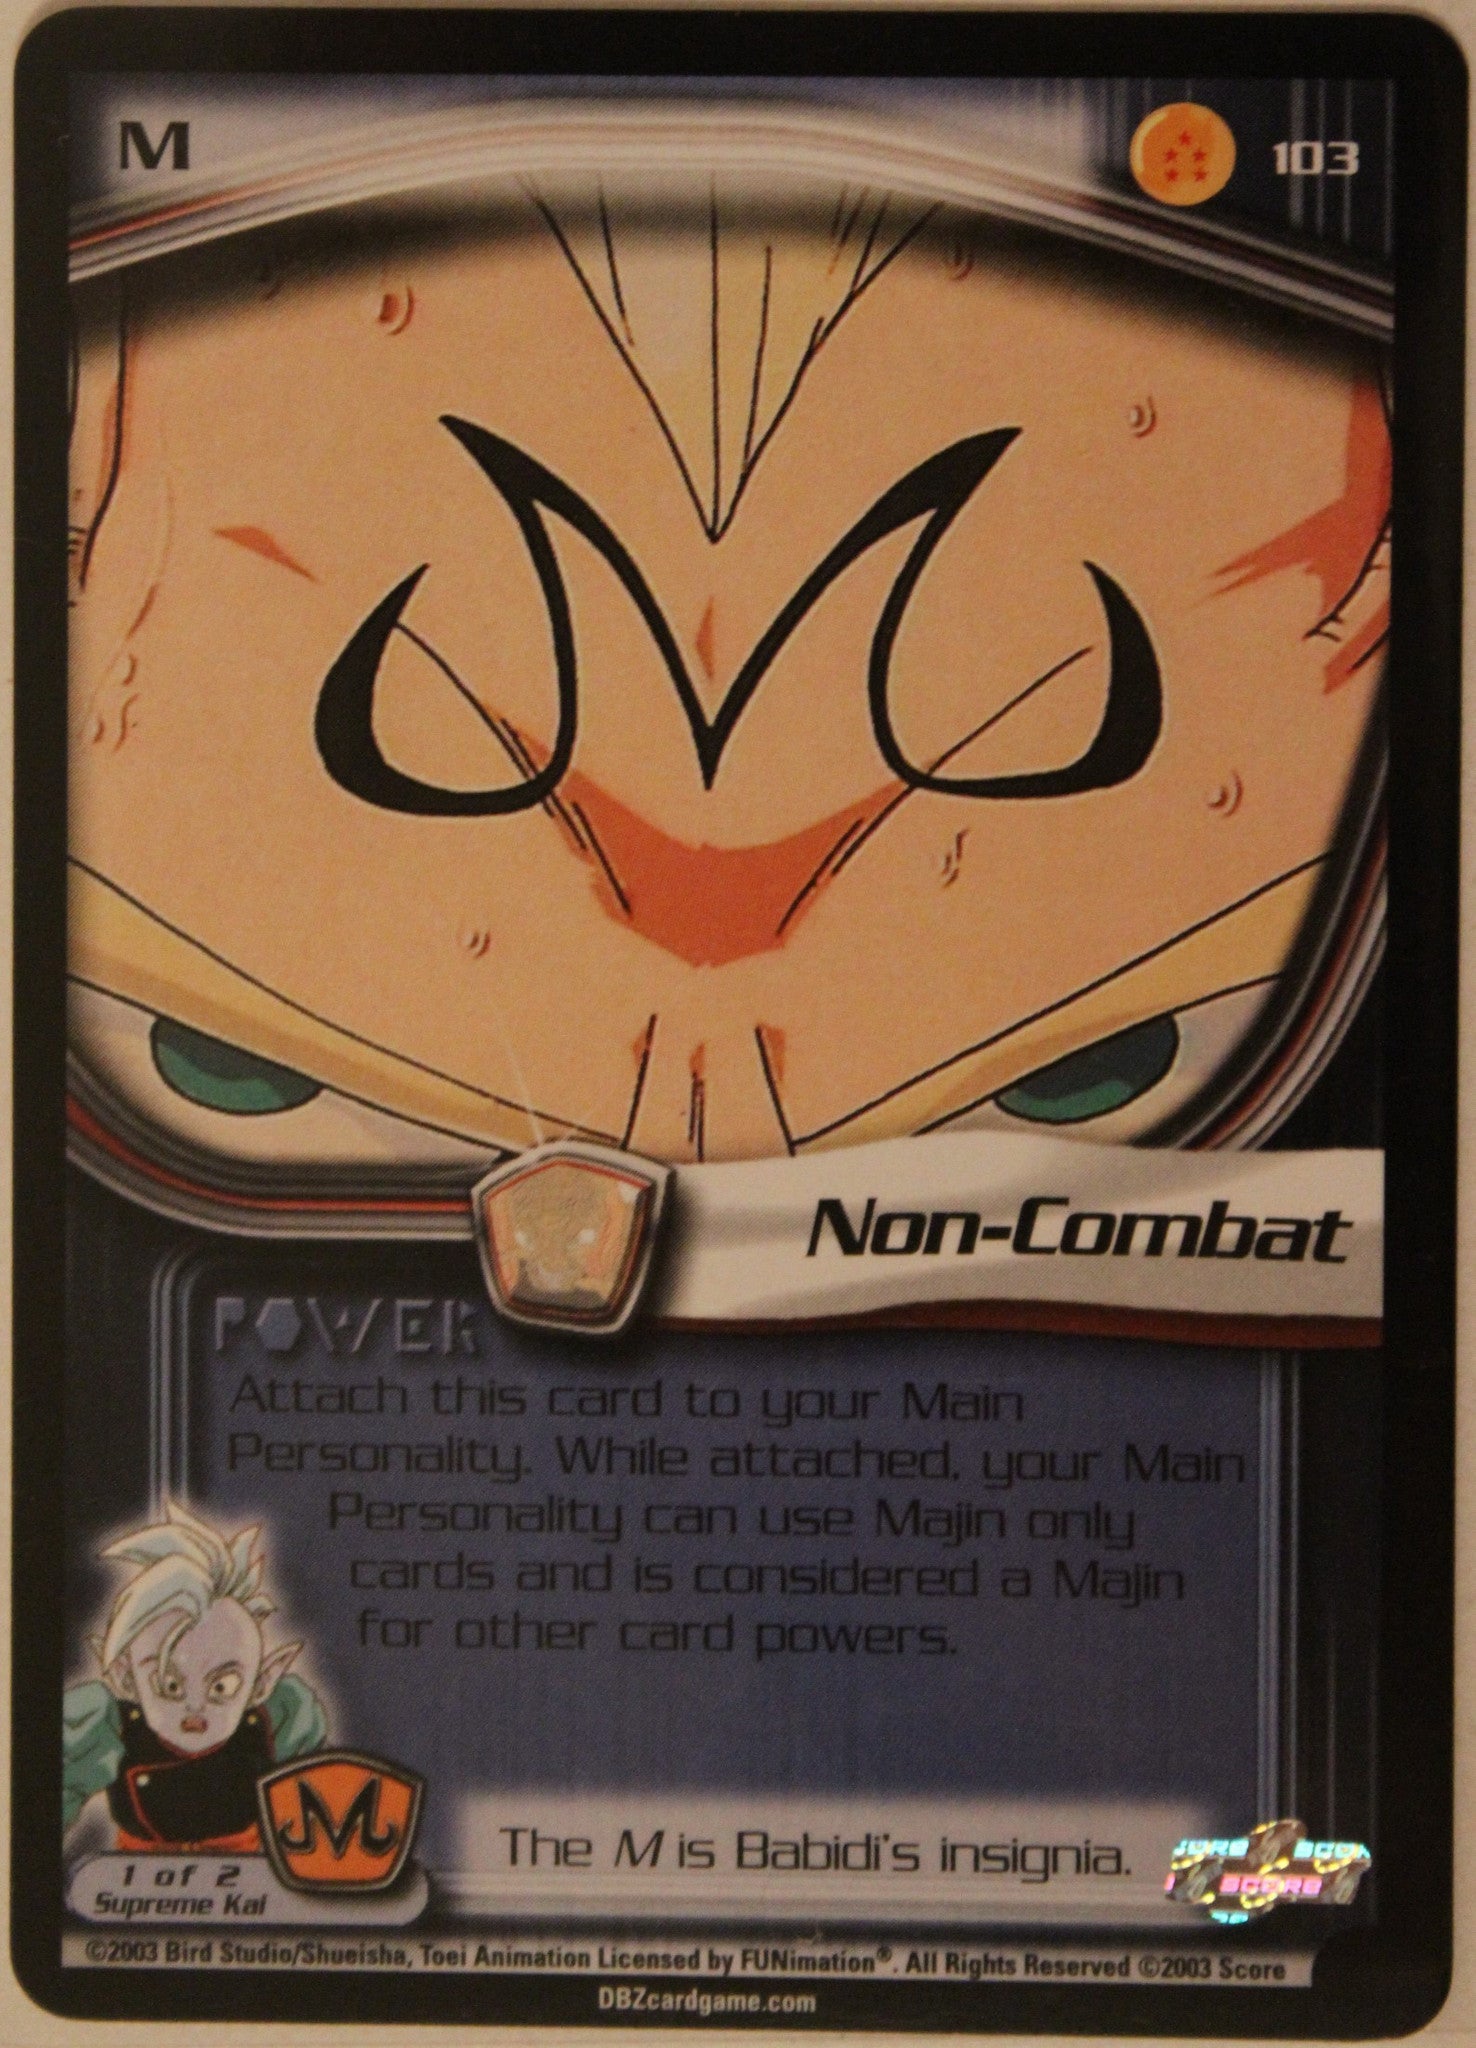 M
103
Non-Combat
POWER
Attach this card to your Main
Personality. While attached, your Main
Personality can use Majin only
cards and is considered a Majin
for other card powers.
M
The M is Babidi's insignia.
1 of 2
Supreme Kai
SCORE
©2003 Bird Studio/Shueisha, Toei Animation Licensed by FUNimation®. All Rights Reserved ©2003 Score
DBZcardgame.com